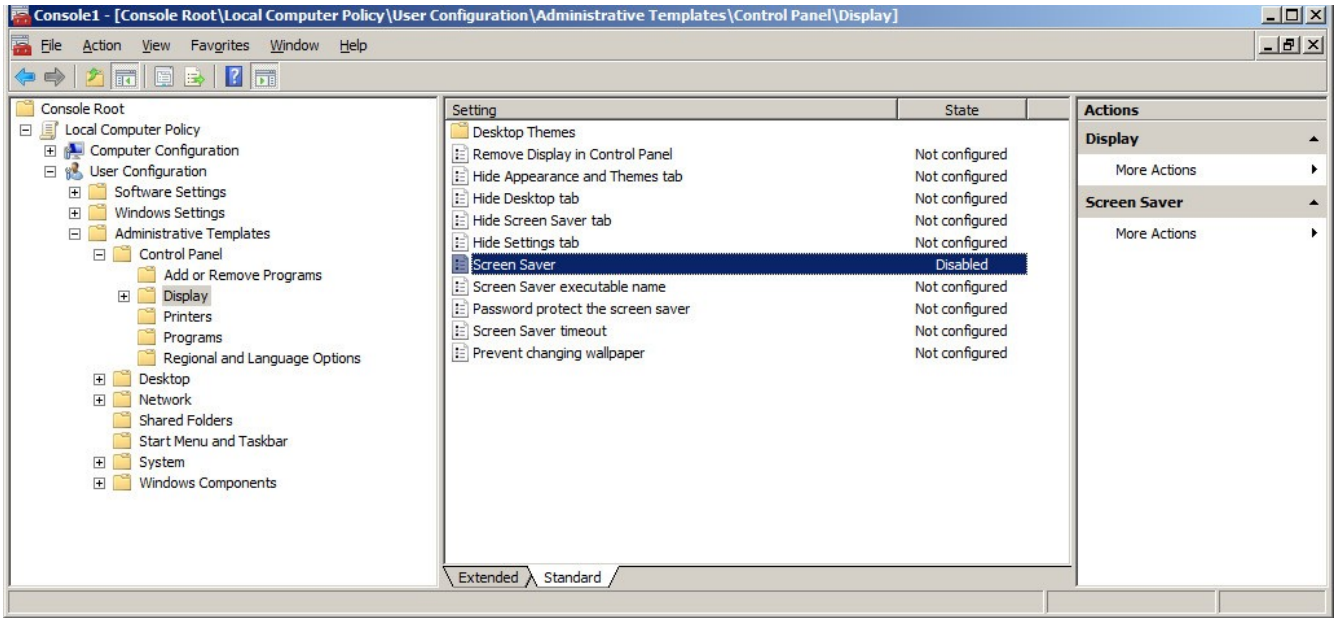 Console1 - [Console Root\Local Computer Policy\User Configuration\Administrative Templates\Control Panel\Display]
File Action View Favorites Window Help
Console Root
Local Computer Policy
Computer Configuration
User Configuration
Software Settings
Windows Settings
Administrative Templates
Control Panel
Add or Remove Programs
Display
Printers
Programs
Regional and Language Options
Desktop
Network
Shared Folders
Start Menu and Taskbar
System
Windows Components
Setting State
Desktop Themes
Remove Display in Control Panel Not configured
Hide Appearance and Themes tab Not configured
Hide Desktop tab Not configured
Hide Screen Saver tab Not configured
Hide Settings tab Not configured
Screen Saver Disabled
Screen Saver executable name Not configured
Password protect the screen saver Not configured
Screen Saver timeout Not configured
Prevent changing wallpaper Not configured
Extended Standard
Actions
Display
More Actions
Screen Saver
More Actions